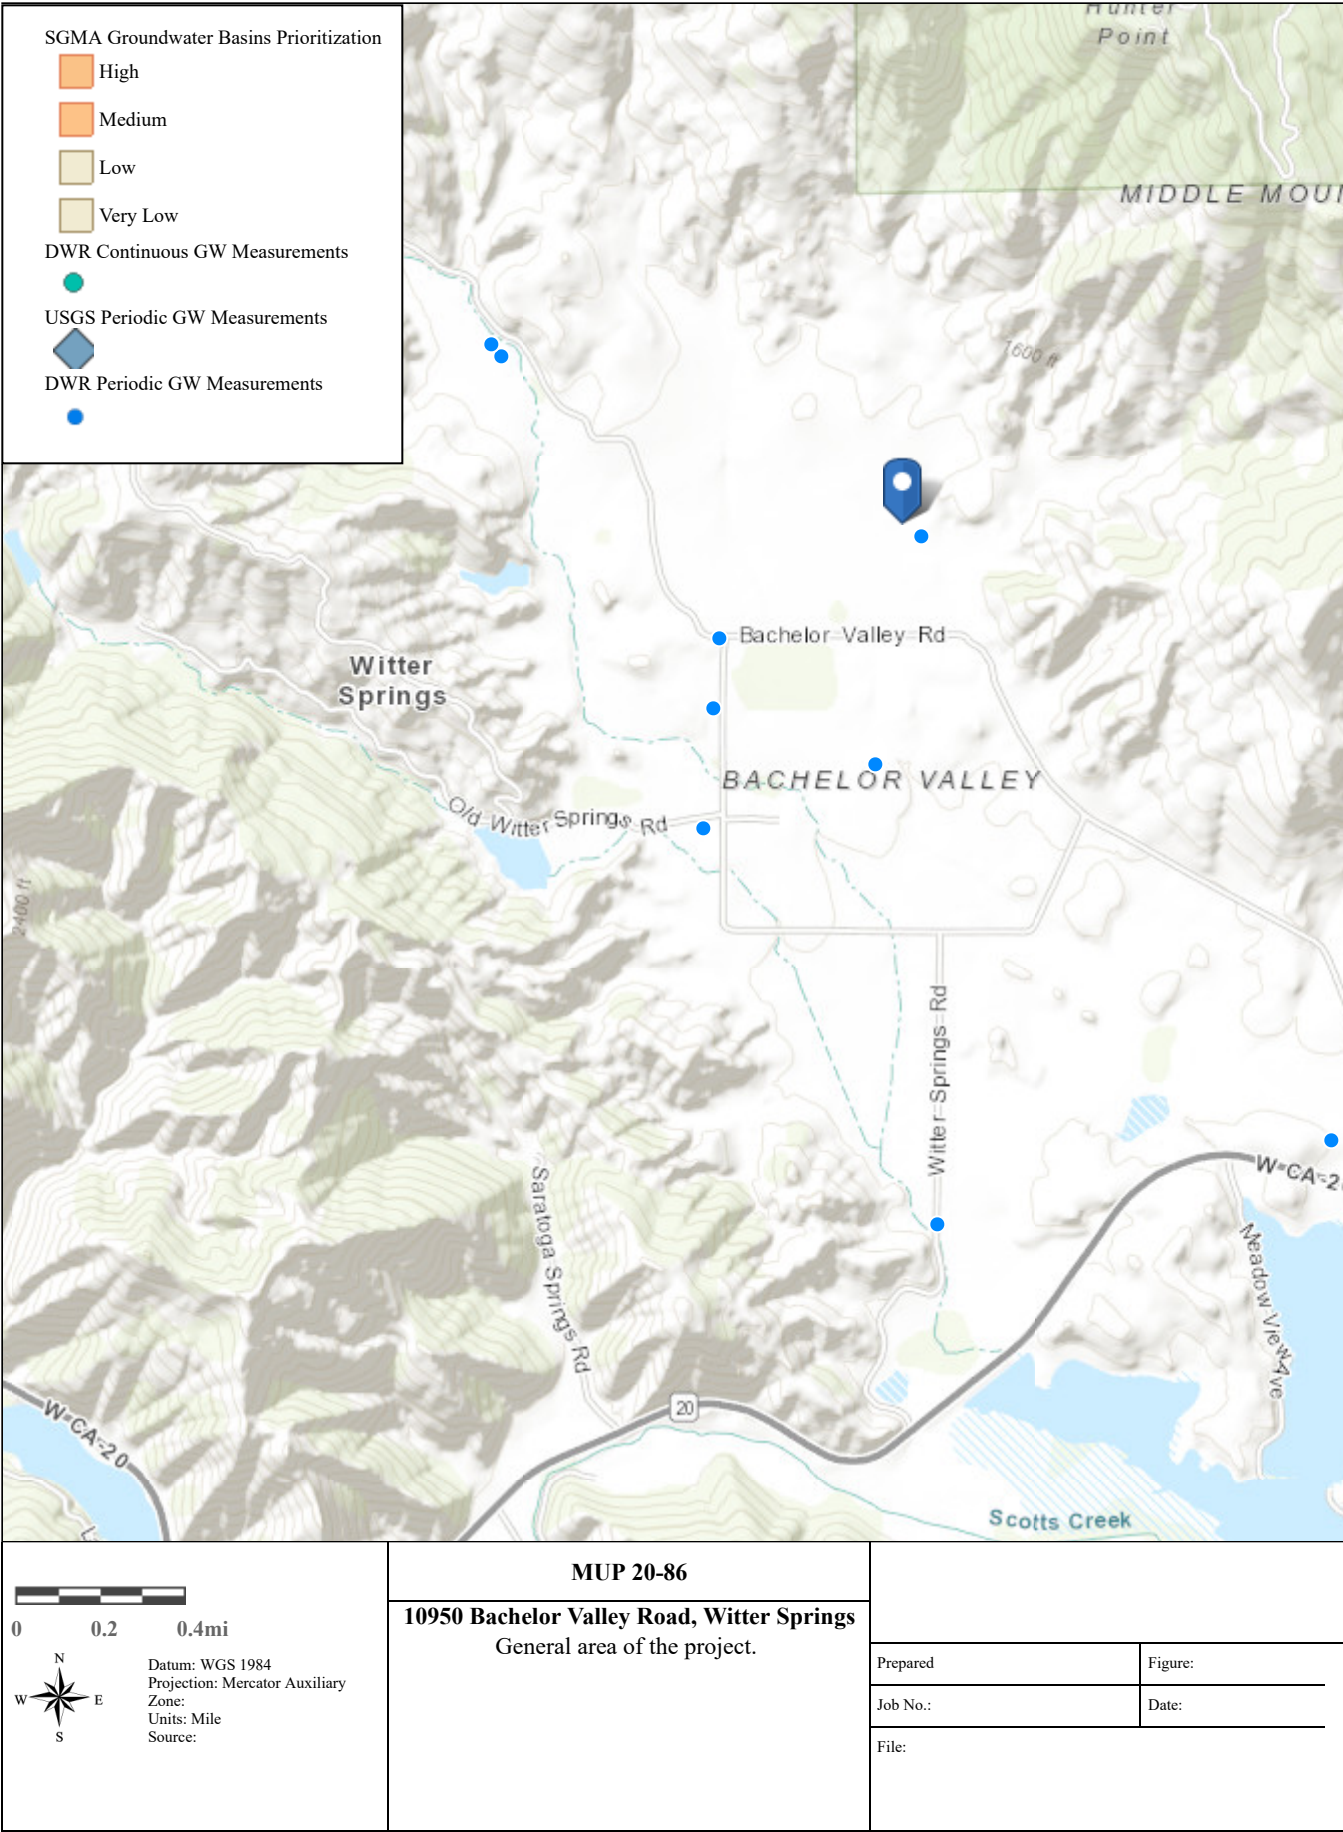 SGMA Groundwater Basins Prioritization
High
Medium
Low
Very Low
DWR Continuous GW Measurements
USGS Periodic GW Measurements
DWR Periodic GW Measurements
Hunter
Point
MIDDLE MOUN
1600 ft
Bachelor Valley Rd
Witter
Springs
BACHELOR VALLEY
Old Witter Springs Rd
2400 ft
Witter Springs Rd
W-CA-2
Saratoga Springs Rd
Meadow View Ave
W-CA-20
20
Scotts Creek
0 0.2 0.4mi
N
W E
S
Datum: WGS 1984
Projection: Mercator Auxiliary
Zone:
Units: Mile
Source:
MUP 20-86
10950 Bachelor Valley Road, Witter Springs
General area of the project.
Prepared
Figure:
Job No.:
Date:
File: